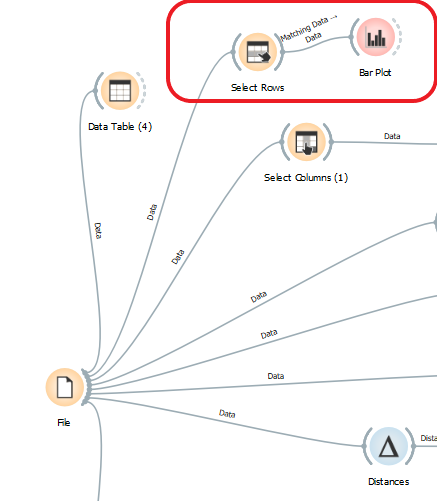 Matching Data → Data
Bar Plot
Select Rows
Data Table (4)
Data
Select Columns (1)
Data
Data
Data
Data
Data
Data
File
Data
Dista
Distances